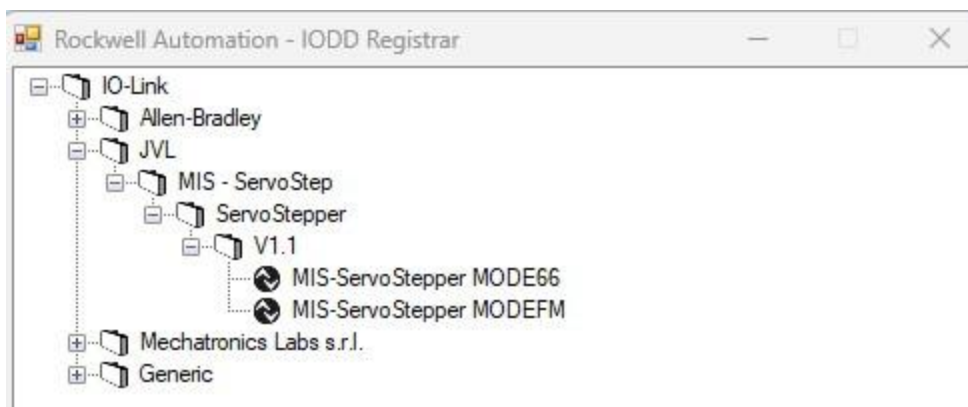 Rockwell Automation - IODD Registrar
IO-Link
Allen-Bradley
JVL
MIS - ServoStep
ServoStepper
V1.1
MIS-ServoStepper MODE66
MIS-ServoStepper MODEFM
Mechatronics Labs s.r.l.
Generic